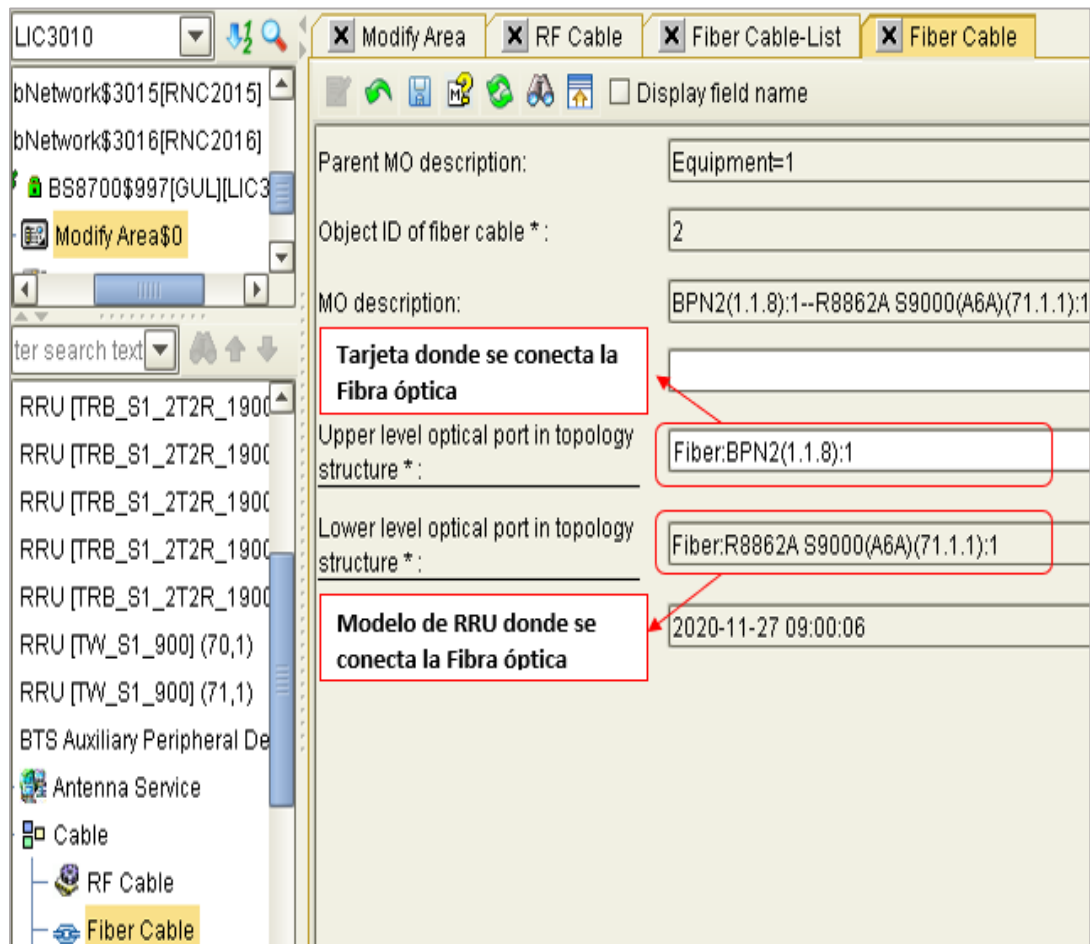 LIC3010
bNetwork$3015[RNC2015]
bNetwork$3016[RNC2016]
BS8700$997[GUL][LIC3
Modify Area$0
ter search text
RRU [TRB_S1_2T2R_1900
RRU [TRB_S1_2T2R_1900
RRU [TRB_S1_2T2R_1900
RRU [TRB_S1_2T2R_1900
RRU [TRB_S1_2T2R_1900
RRU [TW_S1_900] (70,1)
RRU [TW_S1_900] (71,1)
BTS Auxiliary Peripheral De
Antenna Service
Cable
RF Cable
Fiber Cable
Modify Area
RF Cable
Fiber Cable-List
Fiber Cable
Display field name
Parent MO description:
Equipment=1
Object ID of fiber cable * :
2
MO description:
BPN2(1.1.8):1--R8862A S9000(A6A)(71.1.1):1
Tarjeta donde se conecta la
Fibra óptica
Upper level optical port in topology
structure * :
Fiber:BPN2(1.1.8):1
Lower level optical port in topology
structure * :
Fiber:R8862A S9000(A6A)(71.1.1):1
Modelo de RRU donde se
conecta la Fibra óptica
2020-11-27 09:00:06